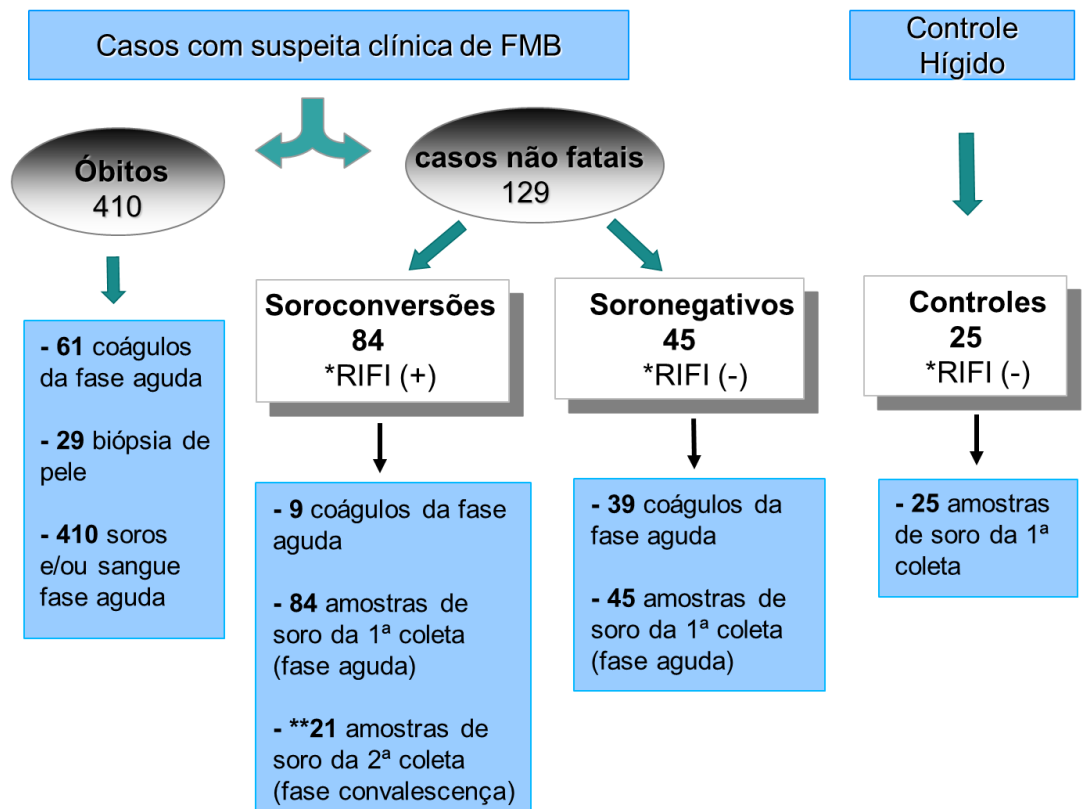 Casos com suspeita clínica de FMB
Controle
Hígido
Óbitos
410
casos não fatais
129
Soroconversões
84
*RIFI (+)
Soronegativos
45
*RIFI (-)
Controles
25
*RIFI (-)
- 61 coágulos
da fase aguda
- 29 biópsia de
pele
- 410 soros
e/ou sangue
fase aguda
- 9 coágulos da fase
aguda
- 84 amostras de
soro da 1ª coleta
(fase aguda)
- **21 amostras de
soro da 2ª coleta
(fase convalescença)
- 39 coágulos da
fase aguda
- 45 amostras de
soro da 1ª coleta
(fase aguda)
- 25 amostras
de soro da 1ª
coleta